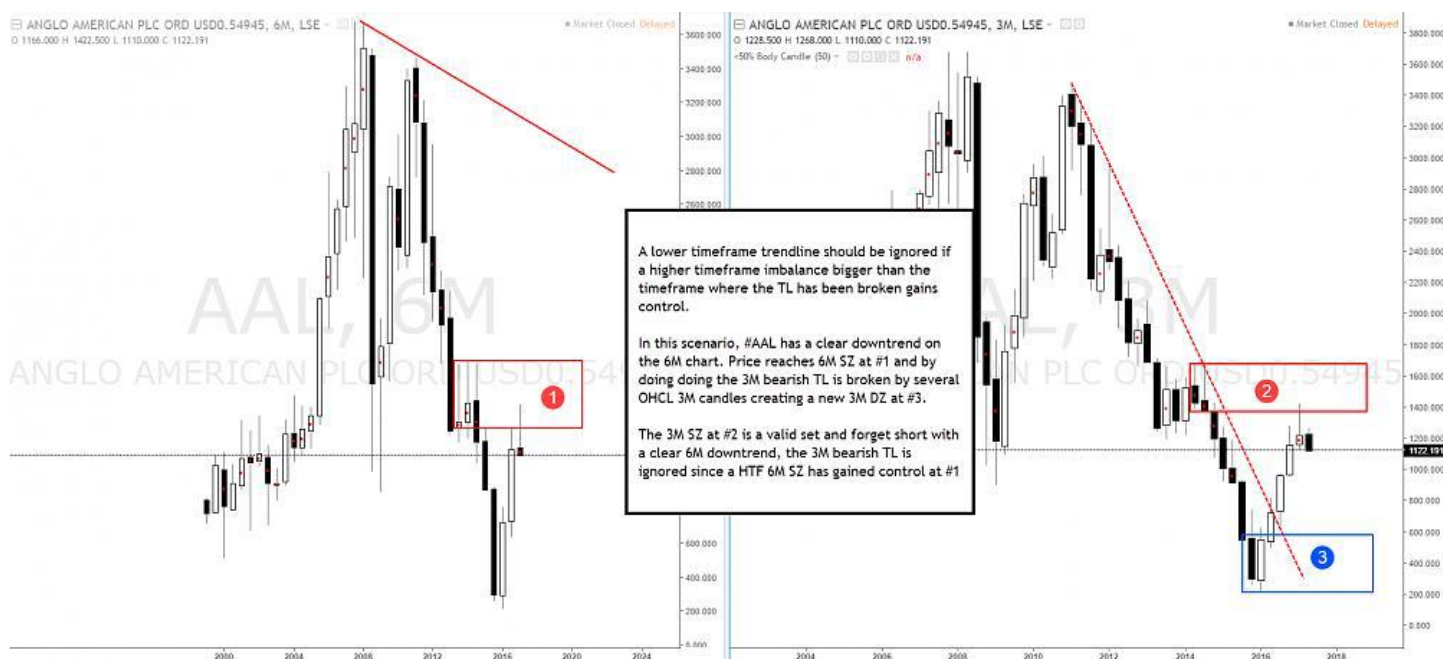 ANGLO AMERICAN PLC ORD USD0.54945, 6M, LSE
Market Closed Delayed
O 1166.000 H 1422.500 L 1110.000 C 1122.191
3600.000
3200.000
2800.000
2600.000
600.000
400.000
200.000
0.000
AAL, 6M
ANGLO AMERICAN PLC ORD USD0.54945
1
2000
2004
2008
2012
2016
2020
2024
A lower timeframe trendline should be ignored if
a higher timeframe imbalance bigger than the
timeframe where the TL has been broken gains
control.
In this scenario, #AAL has a clear downtrend on
the 6M chart. Price reaches 6M SZ at #1 and by
doing doing the 3M bearish TL is broken by several
OHCL 3M candles creating a new 3M DZ at #3.
The 3M SZ at #2 is a valid set and forget short with
a clear 6M downtrend, the 3M bearish TL is
ignored since a HTF 6M SZ has gained control at #1
ANGLO AMERICAN PLC ORD USD0.54945, 3M, LSE
Market Closed Delayed
O 1228.500 H 1268.000 L 1110.000 C 1122.191
<50% Body Candle (50) n/a
3800.000
3600.000
3400.000
3200.000
3000.000
2800.000
2600.000
2400.000
2200.000
2000.000
1800.000
1600.000
1400.000
1200.000
1122.191
1000.000
800.000
600.000
400.000
200.000
0.000
AL, 3M
N PLC ORD USD0.54945
2
3
2004
2006
2008
2010
2012
2014
2016
2018